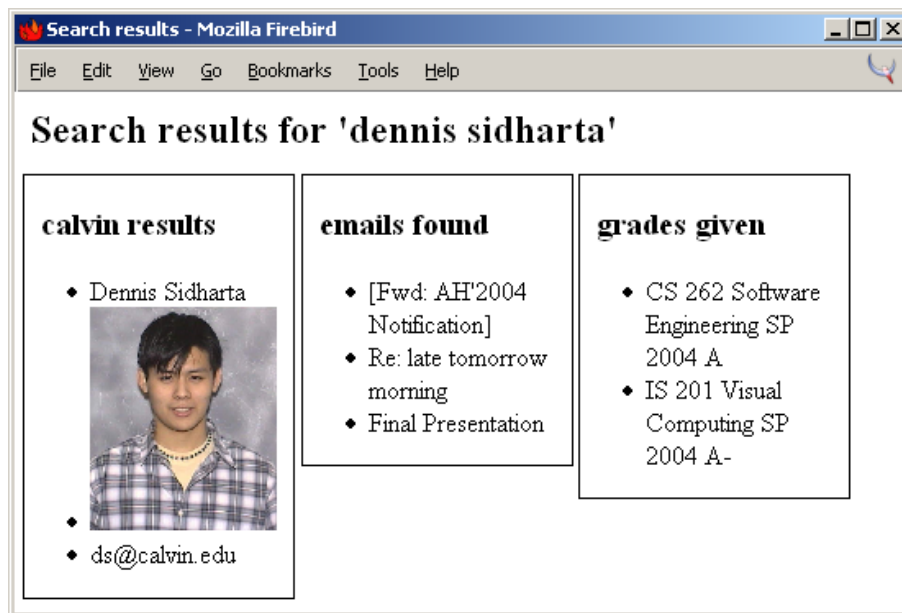 Search results - Mozilla Firebird
File Edit View Go Bookmarks Tools Help
Search results for 'dennis sidharta'
calvin results
Dennis Sidharta
ds@calvin.edu
emails found
[Fwd: AH'2004
Notification]
Re: late tomorrow
morning
Final Presentation
grades given
CS 262 Software
Engineering SP
2004 A
IS 201 Visual
Computing SP
2004 A-